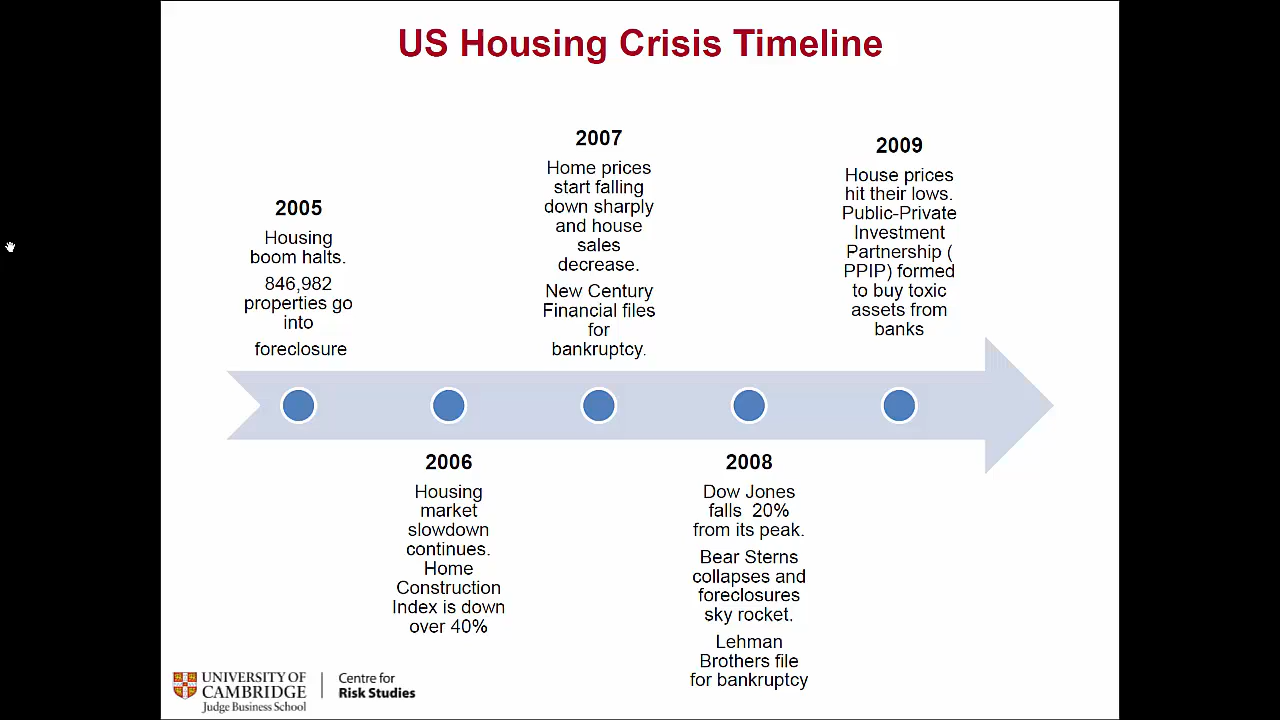 US Housing Crisis Timeline
2005
Housing
boom halts.
846,982
properties go
into
foreclosure
2006
Housing
market
slowdown
continues.
Home
Construction
Index is down
over 40%
2007
Home prices
start falling
down sharply
and house
sales
decrease.
New Century
Financial files
for
bankruptcy.
2008
Dow Jones
falls  20%
from its peak.
Bear Sterns
collapses and
foreclosures
sky rocket.
Lehman
Brothers file
for bankruptcy
2009
House prices
hit their lows.
Public-Private
Investment
Partnership (
PPIP) formed
to buy toxic
assets from
banks
UNIVERSITY OF
CAMBRIDGE
Judge Business School
Centre for
Risk Studies